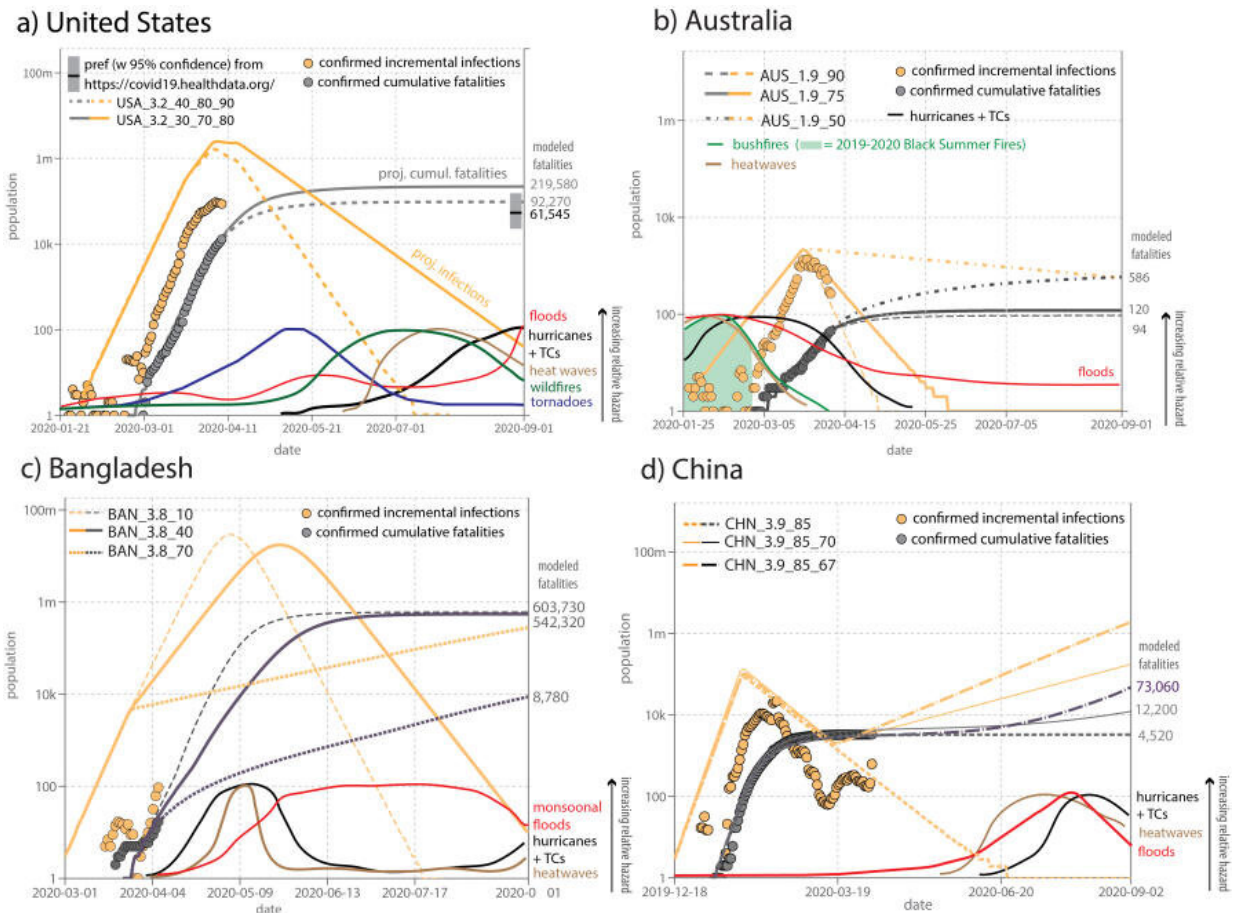 a) United States
pref (w 95% confidence) from
https://covid19.healthdata.org/
USA_3.2_40_80_90
USA_3.2_30_70_80
confirmed incremental infections
confirmed cumulative fatalities
100m
1m
10k
100
1
population
proj. cumul. fatalities
proj. infections
modeled
fatalities
219,580
92,270
61,545
floods
hurricanes
+ TCs
heat waves
wildfires
tornadoes
increasing relative hazard
2020-01-21
2020-03-01
2020-04-11
2020-05-21
2020-07-01
2020-09-01
date
b) Australia
AUS_1.9_90
AUS_1.9_75
AUS_1.9_50
confirmed incremental infections
confirmed cumulative fatalities
hurricanes + TCs
bushfires (= 2019-2020 Black Summer Fires)
heatwaves
1m
10k
100
1
population
modeled
fatalities
586
120
94
floods
increasing relative hazard
2020-01-25
2020-03-05
2020-04-15
2020-05-25
2020-07-05
2020-09-01
date
c) Bangladesh
BAN_3.8_10
BAN_3.8_40
BAN_3.8_70
confirmed incremental infections
confirmed cumulative fatalities
100m
1m
10k
100
1
population
modeled
fatalities
603,730
542,320
8,780
monsoonal
floods
hurricanes
+ TCs
heatwaves
increasing relative hazard
2020-03-01
2020-04-04
2020-05-09
2020-06-13
2020-07-17
2020-0 01
date
d) China
CHN_3.9_85
CHN_3.9_85_70
CHN_3.9_85_67
confirmed incremental infections
confirmed cumulative fatalities
100m
1m
10k
100
1
population
modeled
fatalities
73,060
12,200
4,520
hurricanes
+ TCs
heatwaves
floods
increasing relative hazard
2019-12-18
2020-03-19
2020-06-20
2020-09-02
date